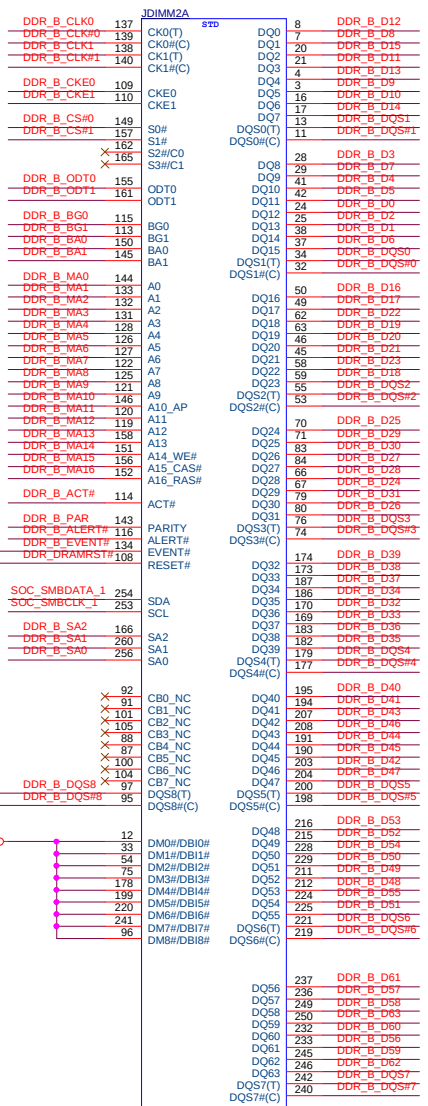 JDIMM2A
STD
DDR_B_CLK0 137 CK0(T)
DDR_B_CLK#0 139 CK0#(C)
DDR_B_CLK1 138 CK1(T)
DDR_B_CLK#1 140 CK1#(C)
DDR_B_CKE0 109 CKE0
DDR_B_CKE1 110 CKE1
DDR_B_CS#0 149 S0#
DDR_B_CS#1 157 S1#
162 S2#/C0
165 S3#/C1
DDR_B_ODT0 155 ODT0
DDR_B_ODT1 161 ODT1
DDR_B_BG0 115 BG0
DDR_B_BG1 113 BG1
DDR_B_BA0 150 BA0
DDR_B_BA1 145 BA1
DDR_B_MA0 144 A0
DDR_B_MA1 133 A1
DDR_B_MA2 132 A2
DDR_B_MA3 131 A3
DDR_B_MA4 128 A4
DDR_B_MA5 126 A5
DDR_B_MA6 127 A6
DDR_B_MA7 122 A7
DDR_B_MA8 125 A8
DDR_B_MA9 121 A9
DDR_B_MA10 146 A10_AP
DDR_B_MA11 120 A11
DDR_B_MA12 119 A12
DDR_B_MA13 158 A13
DDR_B_MA14 151 A14_WE#
DDR_B_MA15 156 A15_CAS#
DDR_B_MA16 152 A16_RAS#
DDR_B_ACT# 114 ACT#
DDR_B_PAR 143 PARITY
DDR_B_ALERT# 116 ALERT#
DDR_B_EVENT# 134 EVENT#
DDR_DRAMRST# 108 RESET#
SOC_SMBDATA_1 254 SDA
SOC_SMBCLK_1 253 SCL
DDR_B_SA2 166 SA2
DDR_B_SA1 260 SA1
DDR_B_SA0 256 SA0
92 CB0_NC
91 CB1_NC
101 CB2_NC
105 CB3_NC
88 CB4_NC
87 CB5_NC
100 CB6_NC
104 CB7_NC
DDR_B_DQS8 97 DQS8(T)
DDR_B_DQS#8 95 DQS8#(C)
12 DM0#/DBI0#
33 DM1#/DBI1#
54 DM2#/DBI2#
75 DM3#/DBI3#
178 DM4#/DBI4#
199 DM5#/DBI5#
220 DM6#/DBI6#
241 DM7#/DBI7#
96 DM8#/DBI8#
DQ0 8 DDR_B_D12
DQ1 7 DDR_B_D8
DQ2 20 DDR_B_D15
DQ3 21 DDR_B_D11
DQ4 4 DDR_B_D13
DQ5 3 DDR_B_D9
DQ6 16 DDR_B_D10
DQ7 17 DDR_B_D14
DQS0(T) 13 DDR_B_DQS1
DQS0#(C) 11 DDR_B_DQS#1
DQ8 28 DDR_B_D3
DQ9 29 DDR_B_D7
DQ10 41 DDR_B_D4
DQ11 42 DDR_B_D5
DQ12 24 DDR_B_D0
DQ13 25 DDR_B_D2
DQ14 38 DDR_B_D1
DQ15 37 DDR_B_D6
DQS1(T) 34 DDR_B_DQS0
DQS1#(C) 32 DDR_B_DQS#0
DQ16 50 DDR_B_D16
DQ17 49 DDR_B_D17
DQ18 62 DDR_B_D22
DQ19 63 DDR_B_D19
DQ20 46 DDR_B_D20
DQ21 45 DDR_B_D21
DQ22 58 DDR_B_D23
DQ23 59 DDR_B_D18
DQS2(T) 55 DDR_B_DQS2
DQS2#(C) 53 DDR_B_DQS#2
DQ24 70 DDR_B_D25
DQ25 71 DDR_B_D29
DQ26 83 DDR_B_D30
DQ27 84 DDR_B_D27
DQ28 66 DDR_B_D28
DQ29 67 DDR_B_D24
DQ30 79 DDR_B_D31
DQ31 80 DDR_B_D26
DQS3(T) 76 DDR_B_DQS3
DQS3#(C) 74 DDR_B_DQS#3
DQ32 174 DDR_B_D39
DQ33 173 DDR_B_D38
DQ34 187 DDR_B_D37
DQ35 186 DDR_B_D34
DQ36 170 DDR_B_D32
DQ37 169 DDR_B_D33
DQ38 183 DDR_B_D36
DQ39 182 DDR_B_D35
DQS4(T) 179 DDR_B_DQS4
DQS4#(C) 177 DDR_B_DQS#4
DQ40 195 DDR_B_D40
DQ41 194 DDR_B_D41
DQ42 207 DDR_B_D43
DQ43 208 DDR_B_D46
DQ44 191 DDR_B_D44
DQ45 190 DDR_B_D45
DQ46 203 DDR_B_D42
DQ47 204 DDR_B_D47
DQS5(T) 200 DDR_B_DQS5
DQS5#(C) 198 DDR_B_DQS#5
DQ48 216 DDR_B_D53
DQ49 215 DDR_B_D52
DQ50 228 DDR_B_D54
DQ51 229 DDR_B_D50
DQ52 211 DDR_B_D49
DQ53 212 DDR_B_D48
DQ54 224 DDR_B_D55
DQ55 225 DDR_B_D51
DQS6(T) 221 DDR_B_DQS6
DQS6#(C) 219 DDR_B_DQS#6
DQ56 237 DDR_B_D61
DQ57 236 DDR_B_D57
DQ58 249 DDR_B_D58
DQ59 250 DDR_B_D63
DQ60 232 DDR_B_D60
DQ61 233 DDR_B_D56
DQ62 245 DDR_B_D59
DQ63 246 DDR_B_D62
DQS7(T) 242 DDR_B_DQS7
DQS7#(C) 240 DDR_B_DQS#7